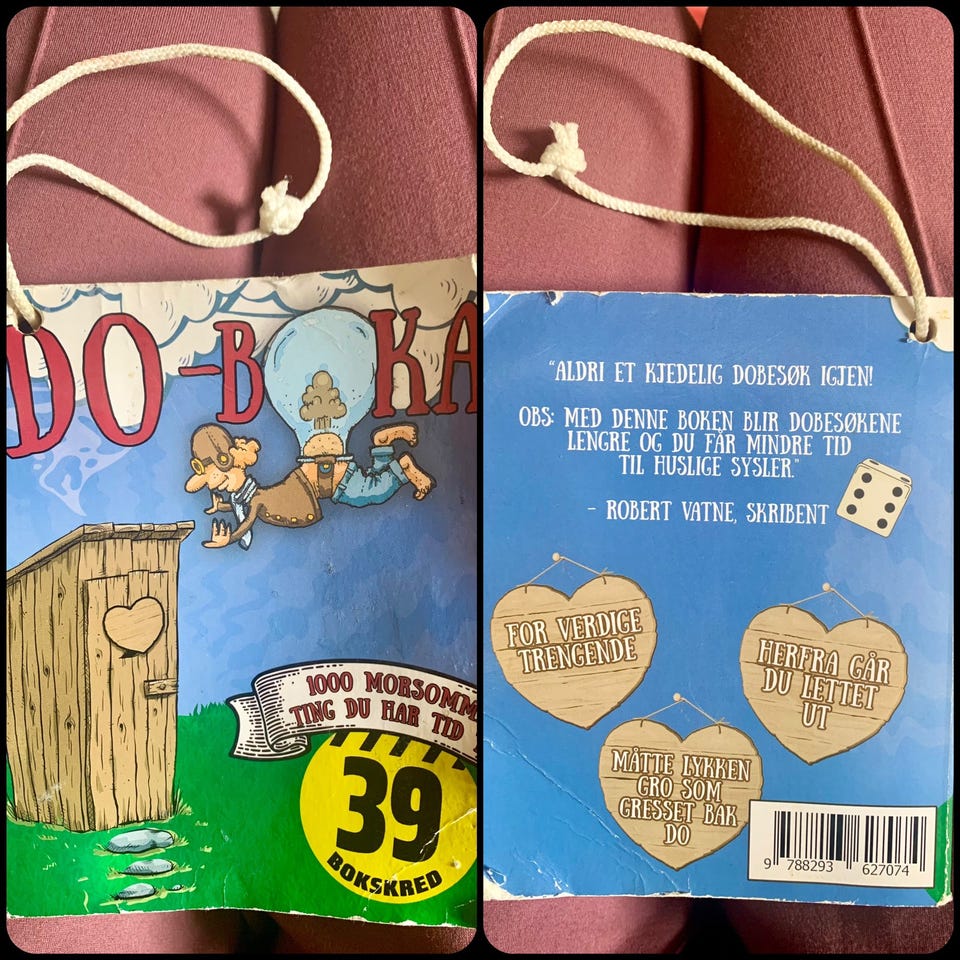 DO-BOKA
1000 MORSOMM
TING DU HAR TID
39
BOKSKRED
"ALDRI ET KJEDELIG DOBESØK IGJEN!
OBS: MED DENNE BOKEN BLIR DOBESØKENE
LENGRE OG DU FÅR MINDRE TID
TIL HUSLIGE SYSLER."
- ROBERT VATNE, SKRIBENT
FOR VERDIGE
TRENGENDE
HERFRA GÅR
DU LETTET
UT
MÅTTE LYKKEN
GRO SOM
GRESSET BAK
DO
9 788293 627074